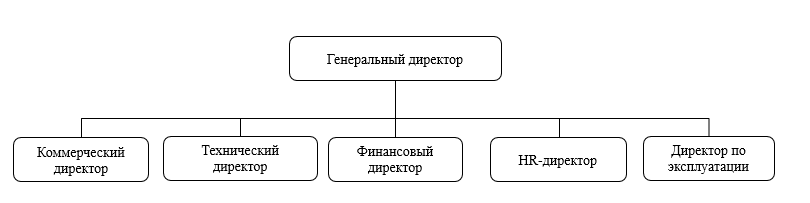 Генеральный директор
Коммерческий
директор
Технический
директор
Финансовый
директор
HR-директор
Директор по
эксплуатации